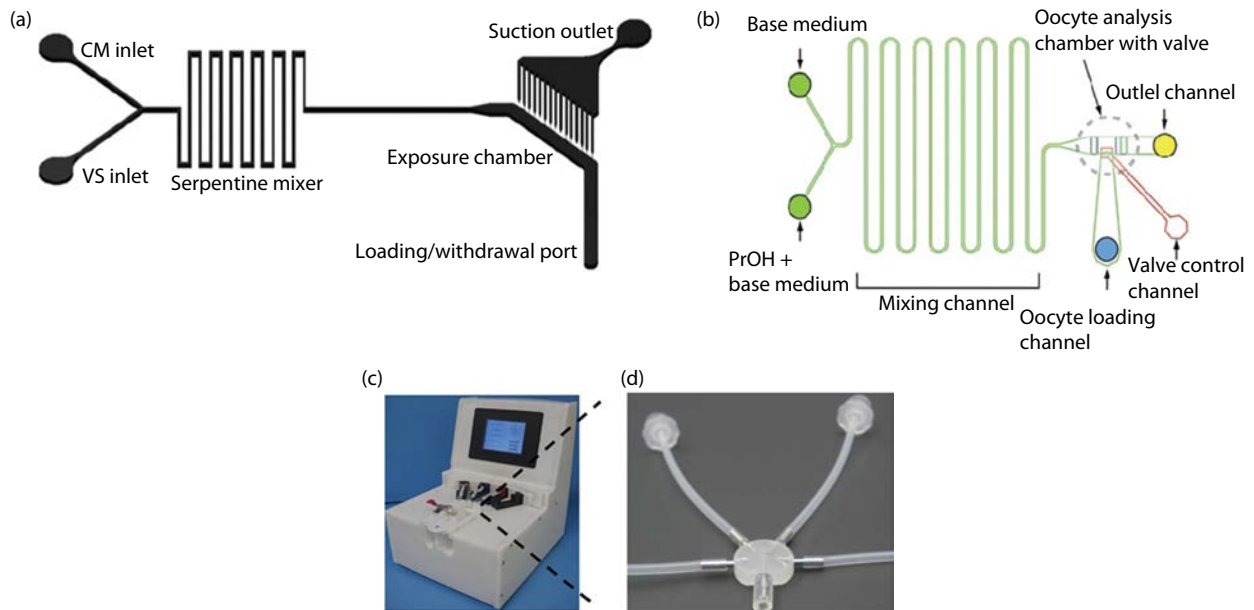 (a)
CM inlet
VS inlet
Serpentine mixer
Suction outlet
Exposure chamber
Loading/withdrawal port
(b)
Base medium
PrOH +
base medium
Mixing channel
Oocyte analysis
chamber with valve
Outlel channel
Valve control
channel
Oocyte loading
channel
(c)
(d)